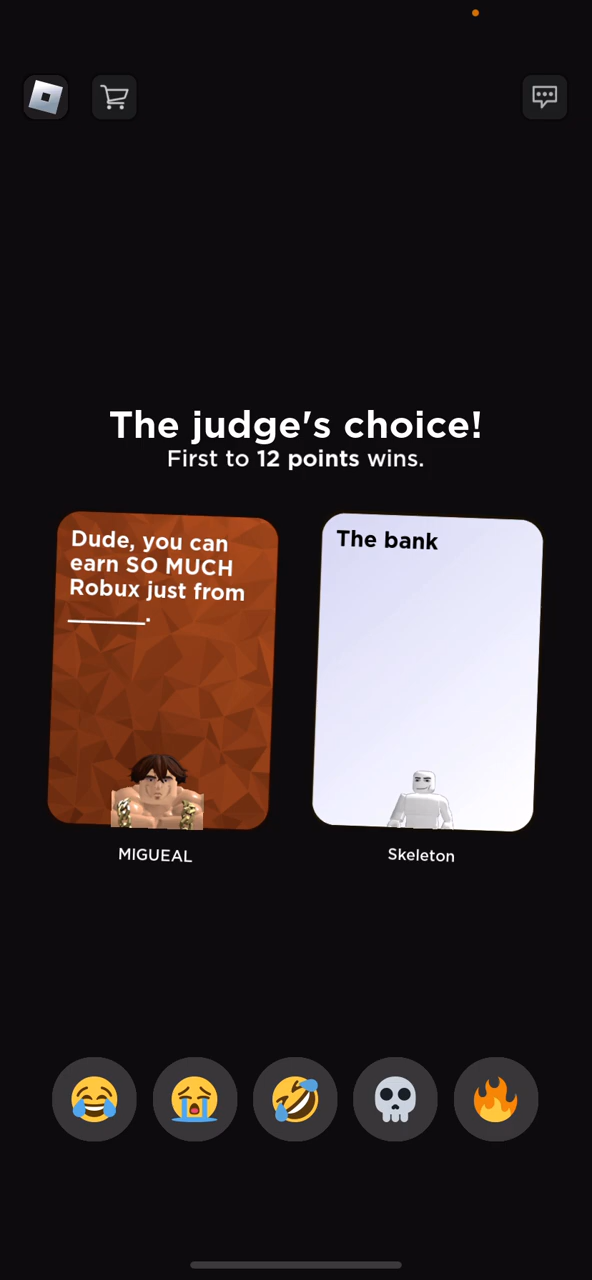 The judge's choice!
First to 12 points wins.
Dude, you can
earn SO MUCH
Robux just from
_______.
The bank
MIGUEAL
Skeleton